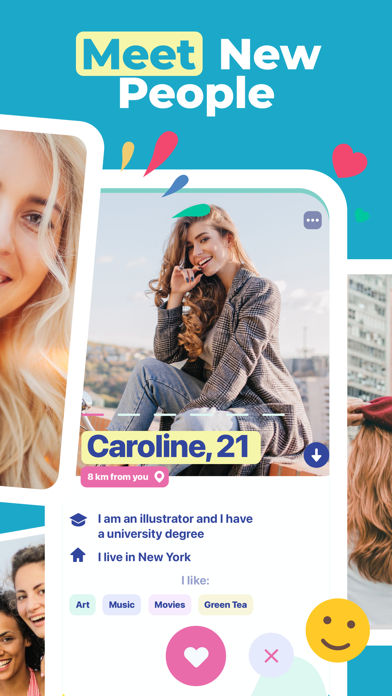 Meet New
People
Caroline, 21
8 km from you
I am an illustrator and I have
a university degree
I live in New York
I like:
Art Music Movies Green Tea